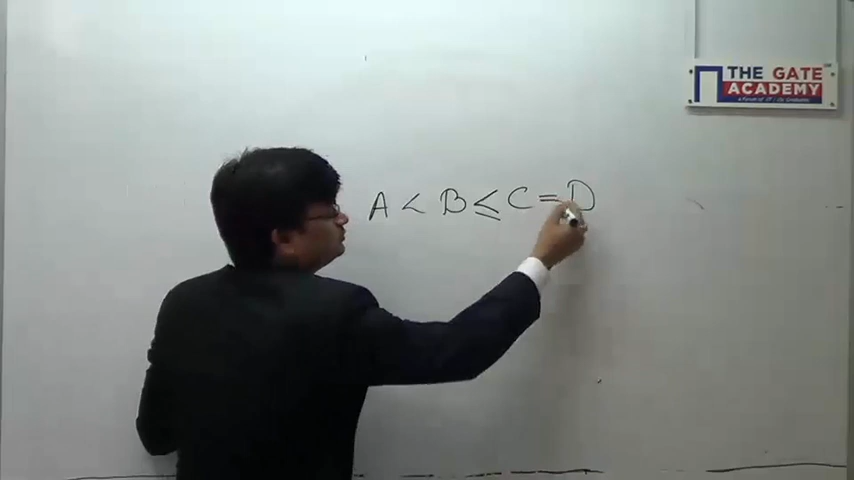 THE GATE
ACADEMY
A < B ≤ C = D